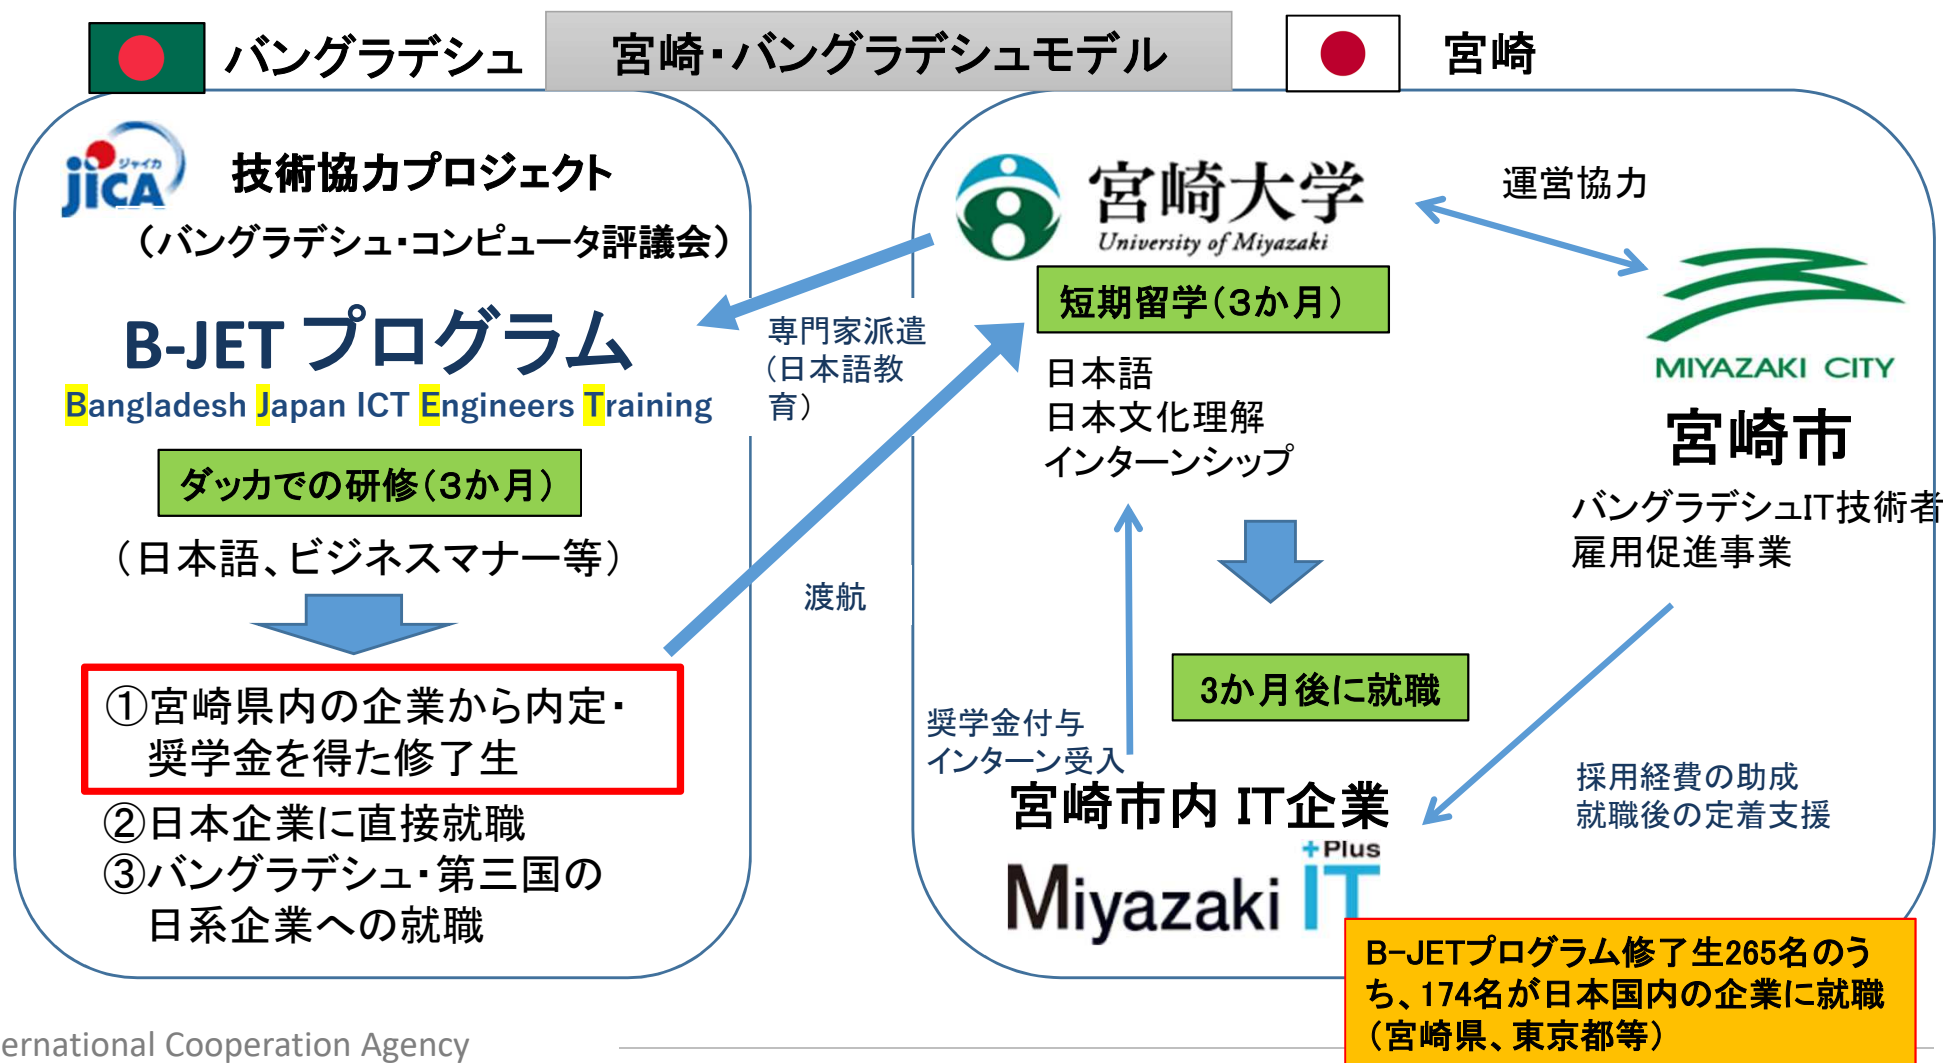 バングラデシュ
宮崎・バングラデシュモデル
宮崎
ジャイカ
JICA
技術協力プロジェクト
（バングラデシュ・コンピュータ評議会）
B-JET プログラム
Bangladesh Japan ICT Engineers Training
ダッカでの研修（3か月）
（日本語、ビジネスマナー等）
①宮崎県内の企業から内定・
奨学金を得た修了生
②日本企業に直接就職
③バングラデシュ・第三国の
日系企業への就職
専門家派遣
（日本語教
育）
渡航
宮崎大学
University of Miyazaki
短期留学（3か月）
日本語
日本文化理解
インターンシップ
3か月後に就職
奨学金付与
インターン受入
宮崎市内 IT企業
+Plus
Miyazaki IT
運営協力
MIYAZAKI CITY
宮崎市
バングラデシュIT技術者
雇用促進事業
採用経費の助成
就職後の定着支援
B-JETプログラム修了生265名のう
ち、174名が日本国内の企業に就職
（宮崎県、東京都等）
ernational Cooperation Agency